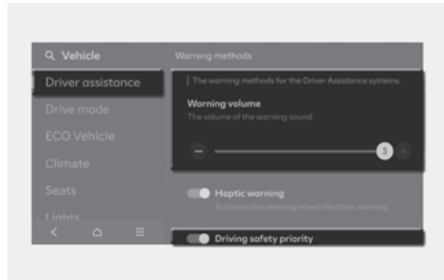 Vehicle
Driver assistance
Drive mode
ECO Vehicle
Climate
Seats
Lights
Warning methods
The warning methods for the Driver Assistance systems.
Warning volume
The volume of the warning sound.
3
Haptic warning
Activates the steering wheel vibration warning.
Driving safety priority